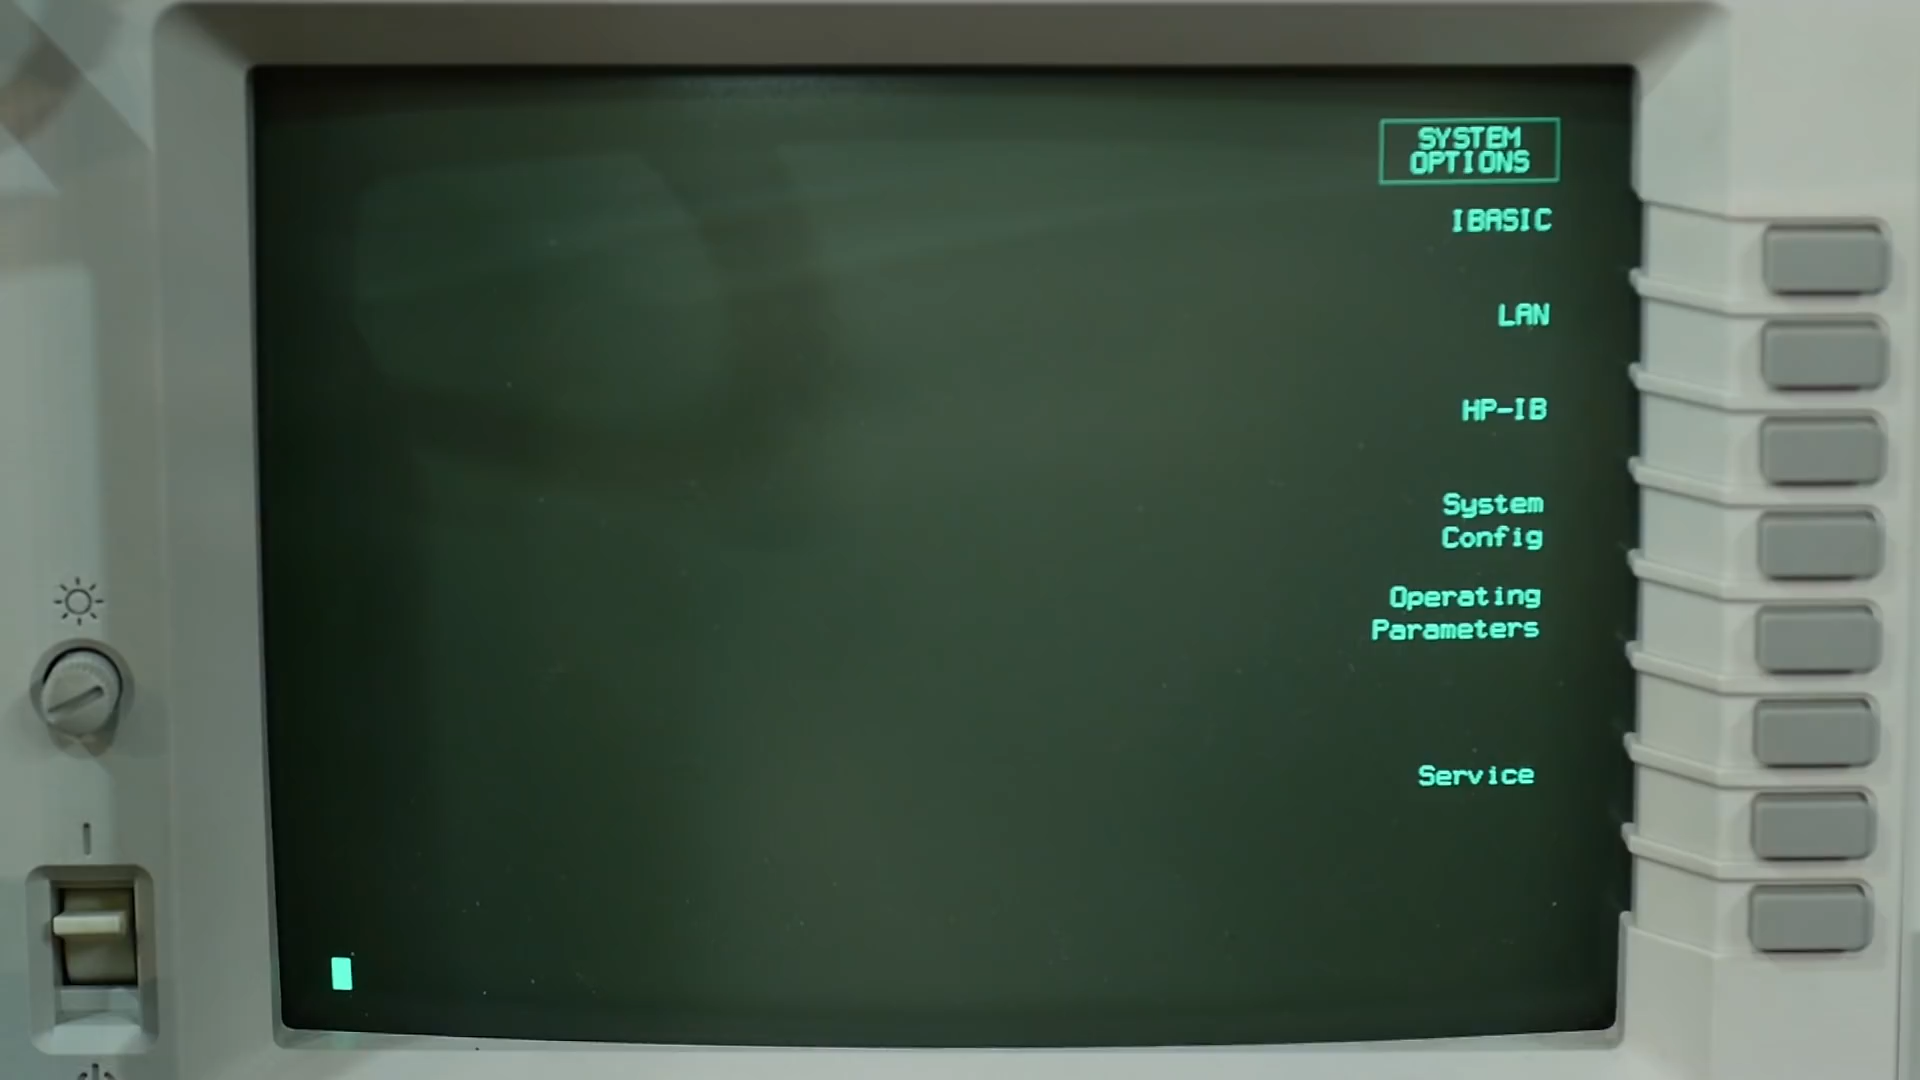 SYSTEM
OPTIONS
IBASIC
LAN
HP-IB
System
Config
Operating
Parameters
Service